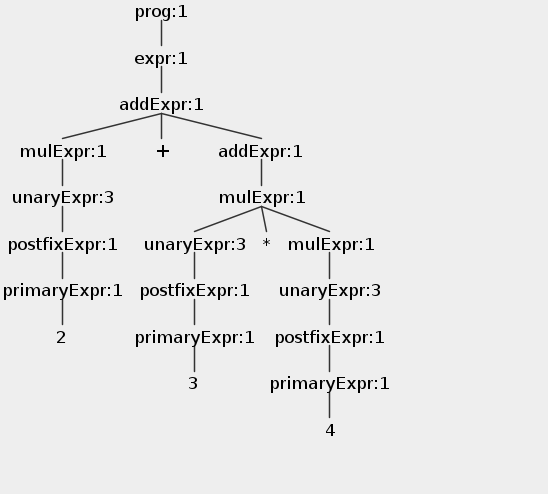 prog:1
expr:1
addExpr:1
mulExpr:1 + addExpr:1
unaryExpr:3 mulExpr:1
postfixExpr:1 unaryExpr:3 * mulExpr:1
primaryExpr:1 postfixExpr:1 unaryExpr:3
2 primaryExpr:1 postfixExpr:1
3 primaryExpr:1
4